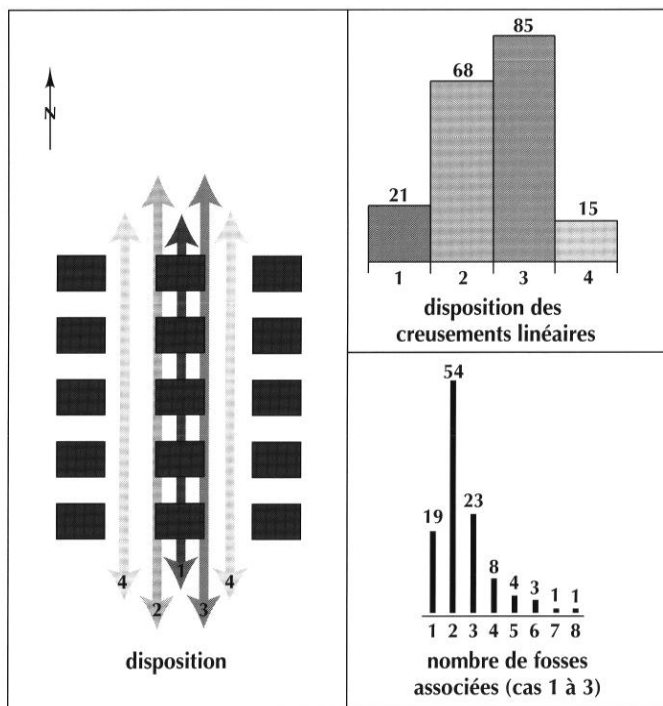 N
4
2
1
3
4
disposition
85
68
21
15
1 2 3 4
disposition des
creusements linéaires
54
23
19
8
4
3
1 1
1 2 3 4 5 6 7 8
nombre de fosses
associées (cas 1 à 3)